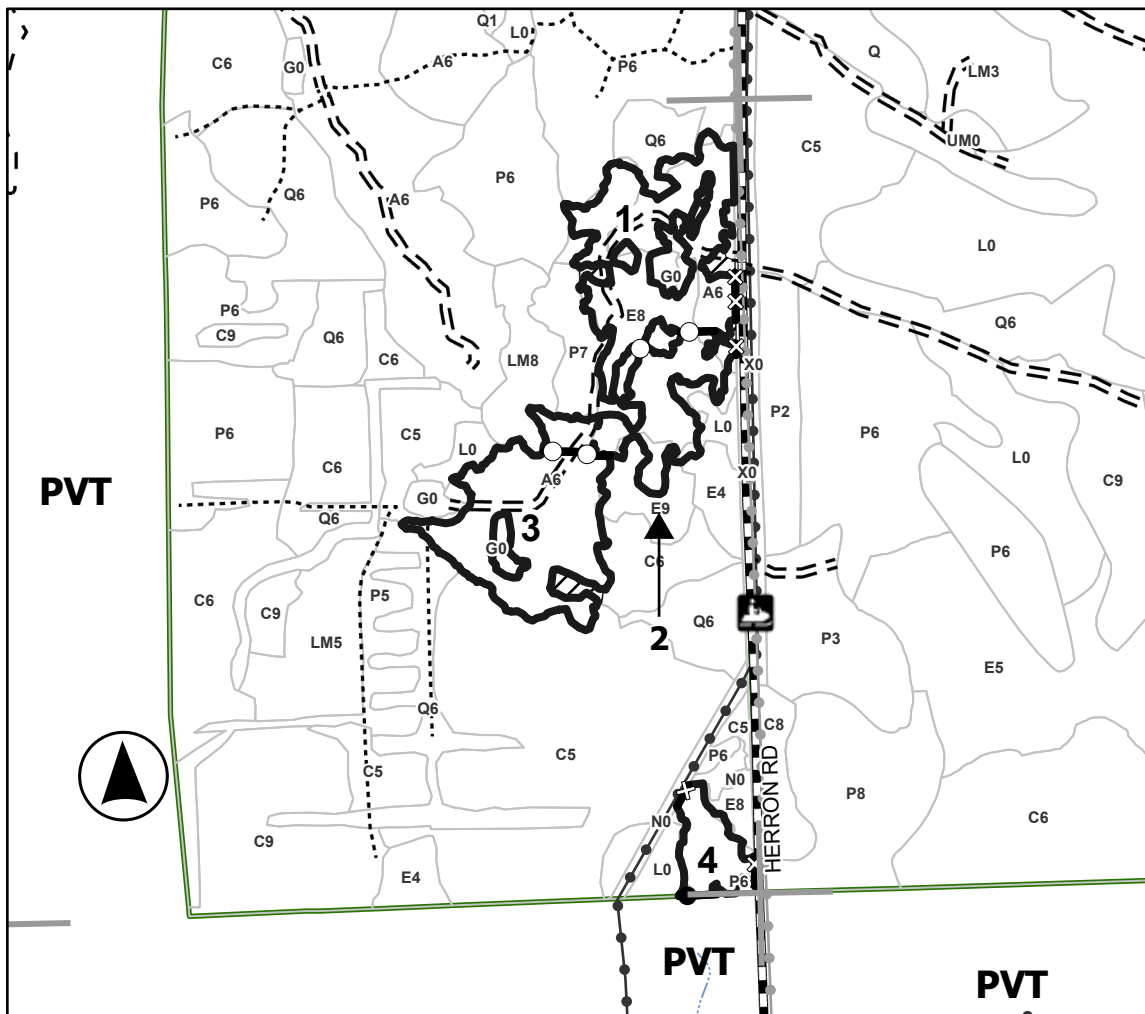 Q1
L0
C6
G0
A6
P6
Q
LM3
Q6
C5
UM0
P6
P6
Q6
A6
1
L0
G0
A6
P6
C9
Q6
C6
E8
P7
LM8
X0
Q6
P2
P6
C5
L0
L0
P6
C6
A6
X0
L0
C9
PVT
G0
E4
E9
Q6
3
G0
C6
P6
C6
C9
P5
LM5
Q6
2
P3
E5
Q6
C5
C5
P6
C8
C5
N0
E8
HERRON RD
P8
C6
N0
C9
L0
4
P6
E4
PVT
PVT